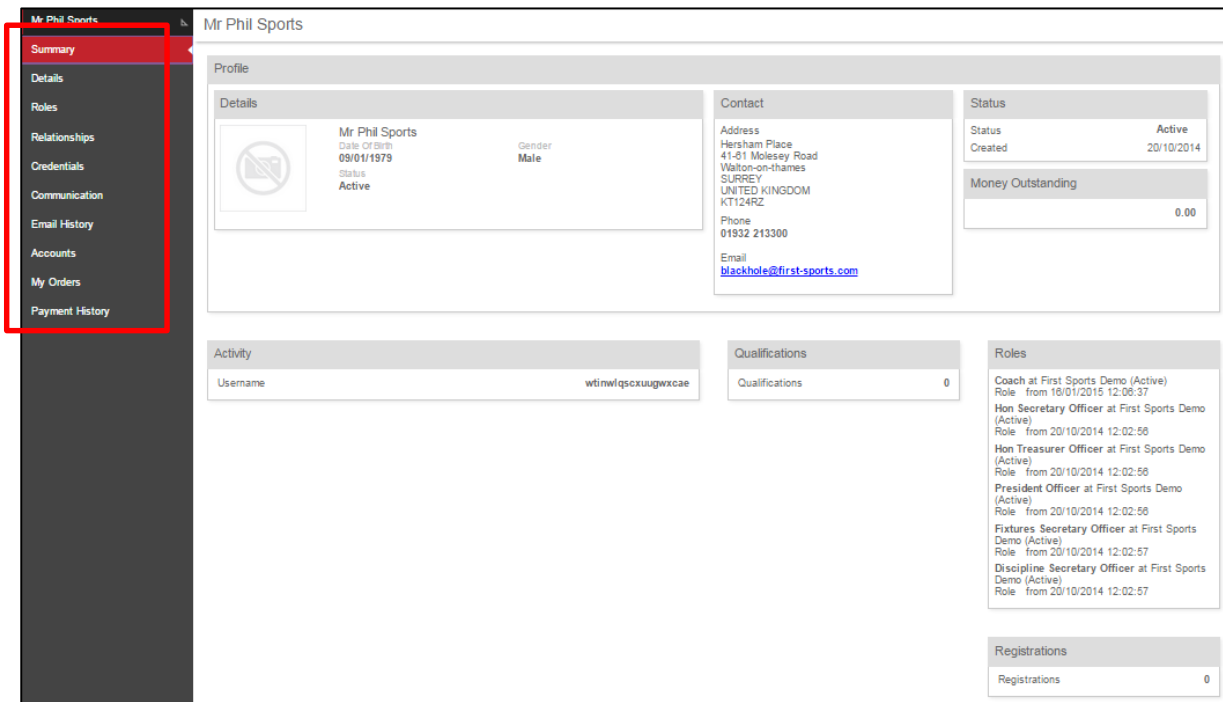 Mr Phil Sports
Summary
Details
Roles
Relationships
Credentials
Communication
Email History
Accounts
My Orders
Payment History
Mr Phil Sports
Profile
Details
Mr Phil Sports
Date Of Birth
Gender
09/01/1979
Male
Status
Active
Contact
Address
Hersham Place
41-61 Molesey Road
Walton-on-thames
SURREY
UNITED KINGDOM
KT124RZ
Phone
01932 213300
Email
blackhole@first-sports.com
Status
Status Active
Created 20/10/2014
Money Outstanding
0.00
Activity
Username wtinwlqscxuugwxcae
Qualifications
Qualifications 0
Roles
Coach at First Sports Demo (Active)
Role from 16/01/2015 12:06:37
Hon Secretary Officer at First Sports Demo
(Active)
Role from 20/10/2014 12:02:56
Hon Treasurer Officer at First Sports Demo
(Active)
Role from 20/10/2014 12:02:56
President Officer at First Sports Demo
(Active)
Role from 20/10/2014 12:02:56
Fixtures Secretary Officer at First Sports
Demo (Active)
Role from 20/10/2014 12:02:57
Discipline Secretary Officer at First Sports
Demo (Active)
Role from 20/10/2014 12:02:57
Registrations
Registrations 0